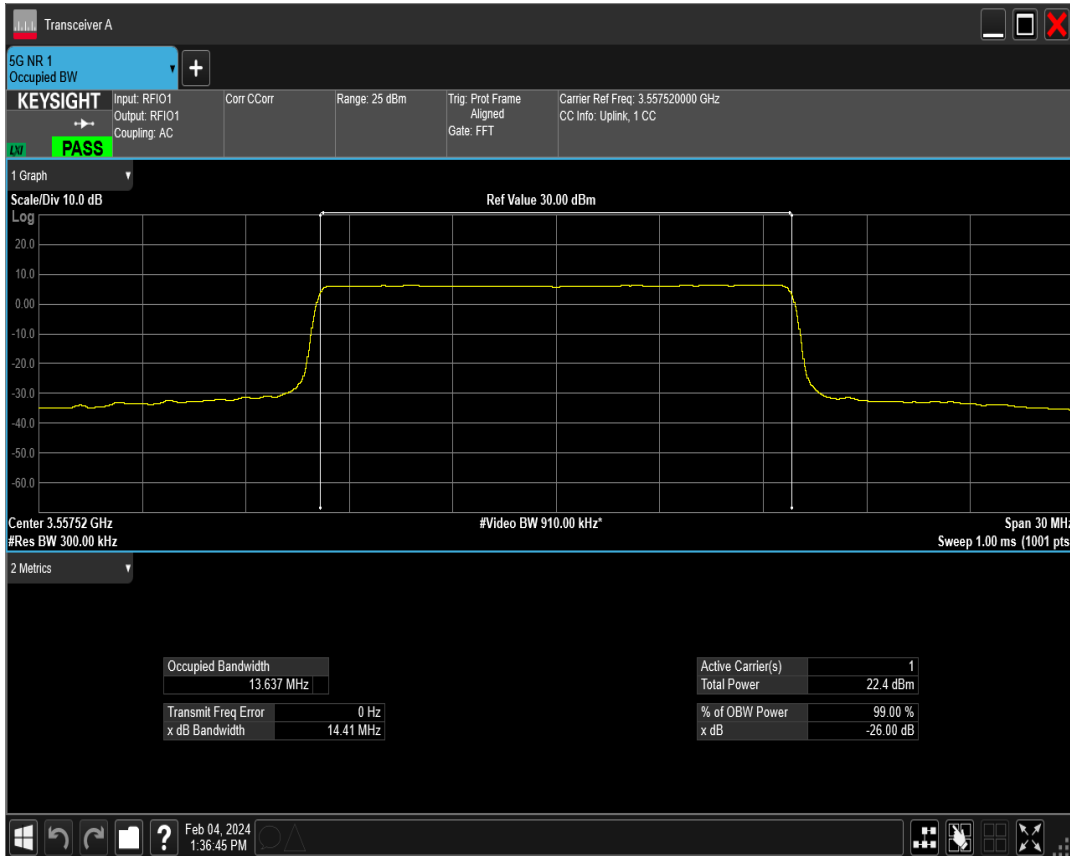 Transceiver A
5G NR 1
Occupied BW
KEYSIGHT
LXI
PASS
Input: RFIO1
Output: RFIO1
Coupling: AC
Corr CCorr
Range: 25 dBm
Trig: Prot Frame
Aligned
Gate: FFT
Carrier Ref Freq: 3.557520000 GHz
CC Info: Uplink, 1 CC
1 Graph
Scale/Div 10.0 dB
Ref Value 30.00 dBm
Log
20.0
10.0
0.00
-10.0
-20.0
-30.0
-40.0
-50.0
-60.0
Center 3.55752 GHz
#Video BW 910.00 kHz*
Span 30 MHz
#Res BW 300.00 kHz
Sweep 1.00 ms (1001 pts
2 Metrics
Occupied Bandwidth
13.637 MHz
Transmit Freq Error 0 Hz
x dB Bandwidth 14.41 MHz
Active Carrier(s) 1
Total Power 22.4 dBm
% of OBW Power 99.00 %
x dB -26.00 dB
?
Feb 04, 2024
1:36:45 PM